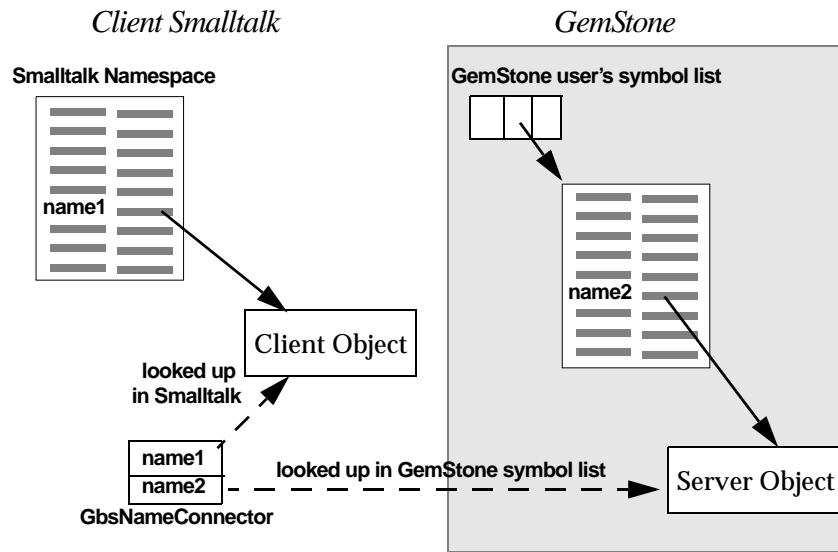 Client Smalltalk
GemStone
Smalltalk Namespace
GemStone user's symbol list
name1
name2
Client Object
looked up
in Smalltalk
name1
name2
looked up in GemStone symbol list
Server Object
GbsNameConnector